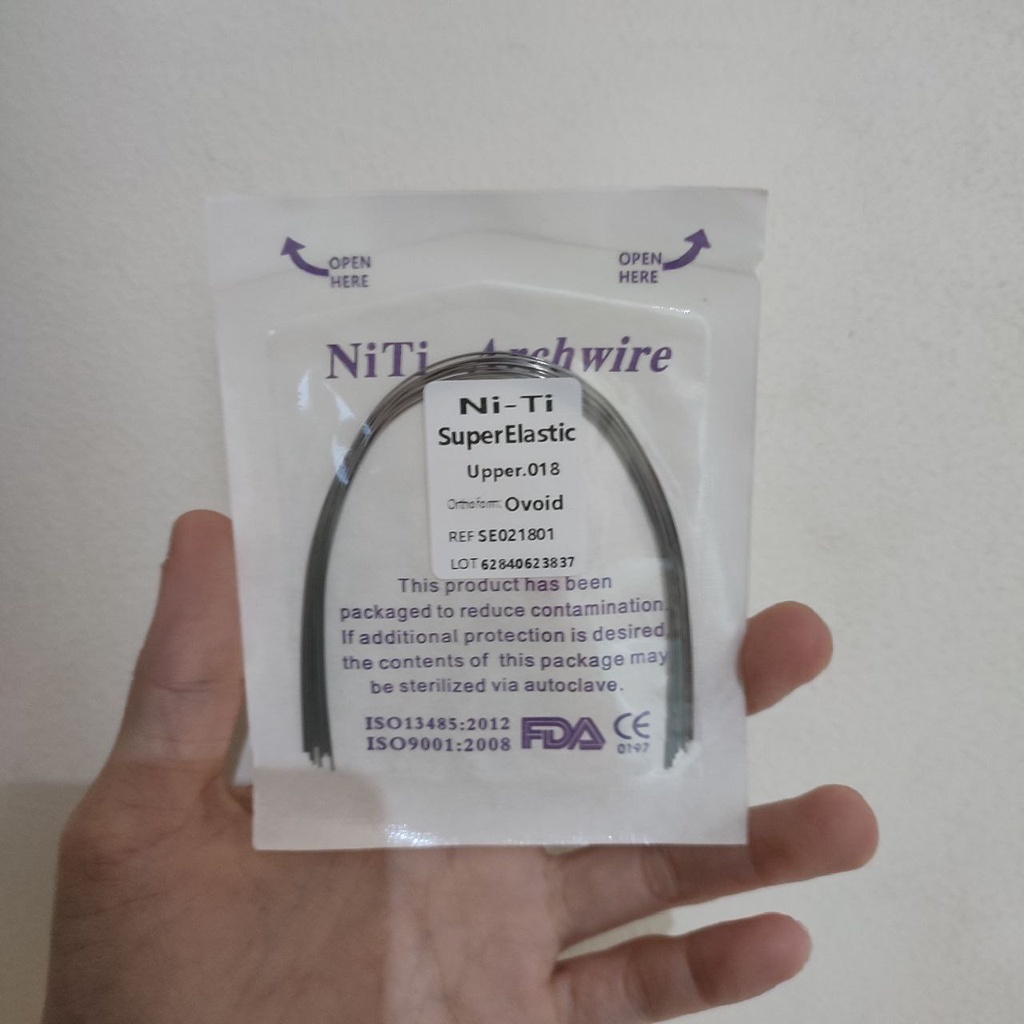 OPEN
HERE
OPEN
HERE
NiTi Archwire
Ni-Ti
SuperElastic
Upper.018
Orthoform: Ovoid
REF SE021801
LOT 62840623837
This product has been
packaged to reduce contamination.
If additional protection is desired,
the contents of this package may
be sterilized via autoclave.
ISO13485:2012
ISO9001:2008
FDA
CE
0197